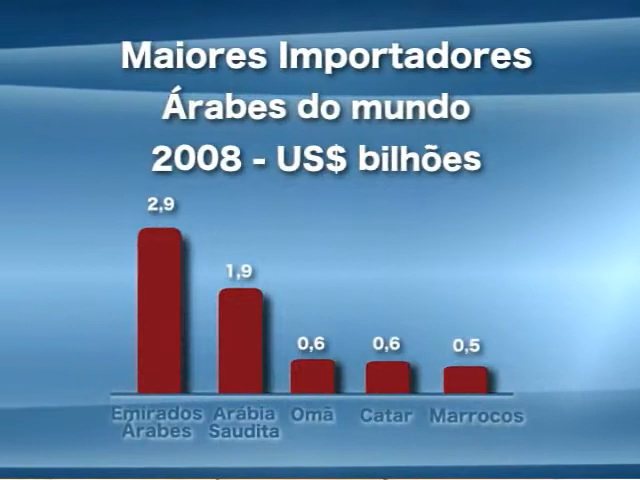 Maiores Importadores
Árabes do mundo
2008 - US$ bilhões
2,9
1,9
0,6
0,6
0,5
Emirados Árabes
Arábia Saudita
Omã
Catar
Marrocos